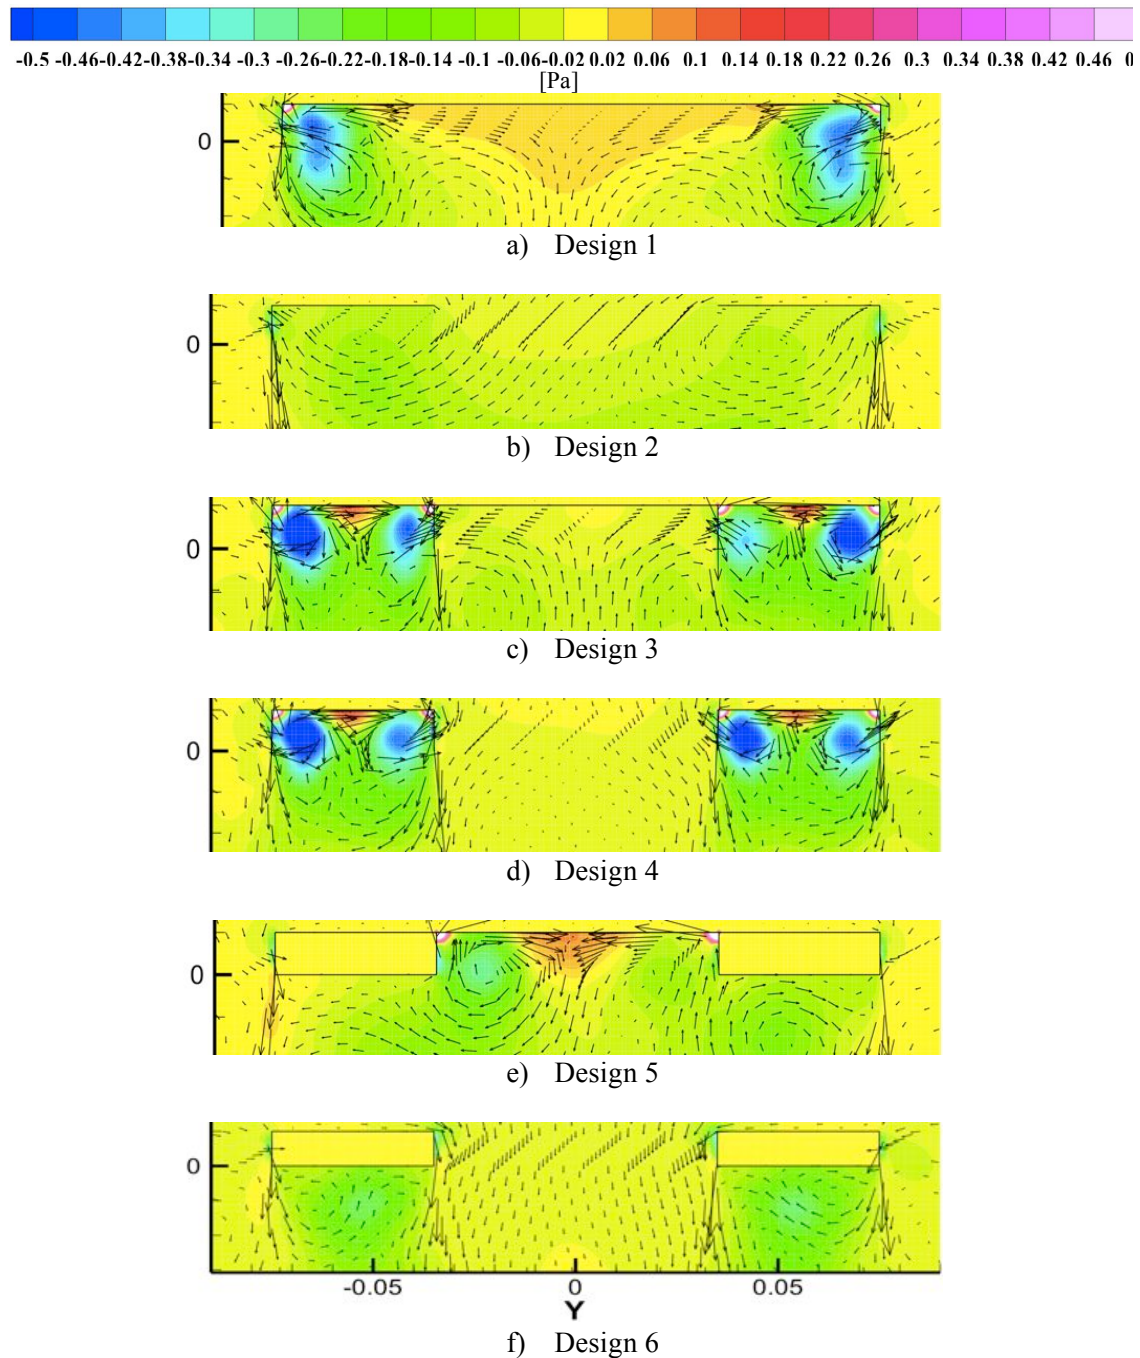 -0.5 -0.46-0.42-0.38-0.34 -0.3 -0.26-0.22-0.18-0.14 -0.1 -0.06-0.02 0.02 0.06 0.1 0.14 0.18 0.22 0.26 0.3 0.34 0.38 0.42 0.46 0
[Pa]
0
a) Design 1
0
b) Design 2
0
c) Design 3
0
d) Design 4
0
e) Design 5
0
-0.05 0 0.05
Y
f) Design 6